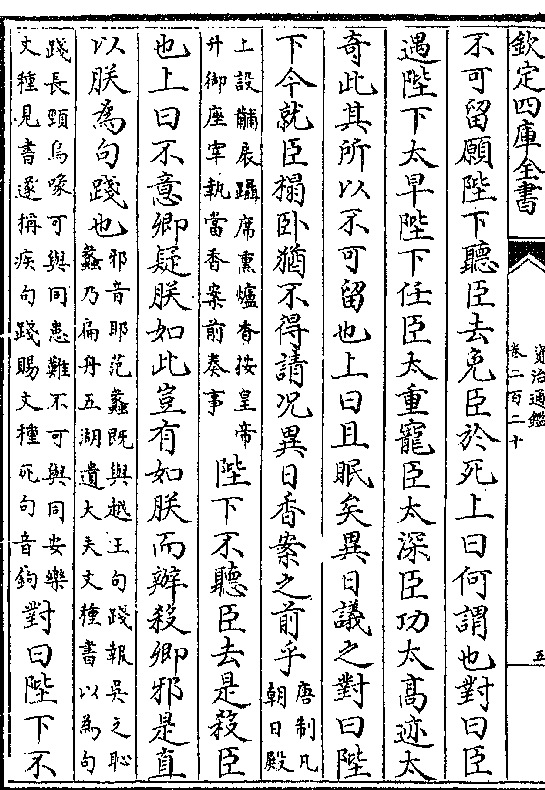 欽定四庫全書
資治通鑑
卷二百二十
五
不可留願陛下聽臣去免臣於死上曰何謂也對曰臣
遇陛下太早陛下任臣太重寵臣太深臣功太高迹太
奇此其所以不可留也上曰且眠矣異日議之對曰陛
下今就臣榻卧猶不得請况異日香案之前乎
唐制凡
朝日殿
上設黼扆躡席熏爐香按皇帝
升御座宰執當香案前奏事
陛下不聽臣去是殺臣
也上曰不意卿疑朕如此豈有如朕而辦殺卿邪是直
以朕為句踐也
邪音耶范蠡既與越王句踐報吳之恥
蠡乃扁舟五湖遺大夫文種書以為句
踐長頸烏喙可與同患難不可與同安樂
文種見書遂稱疾句踐賜文種死句音鈎
對曰陛下不